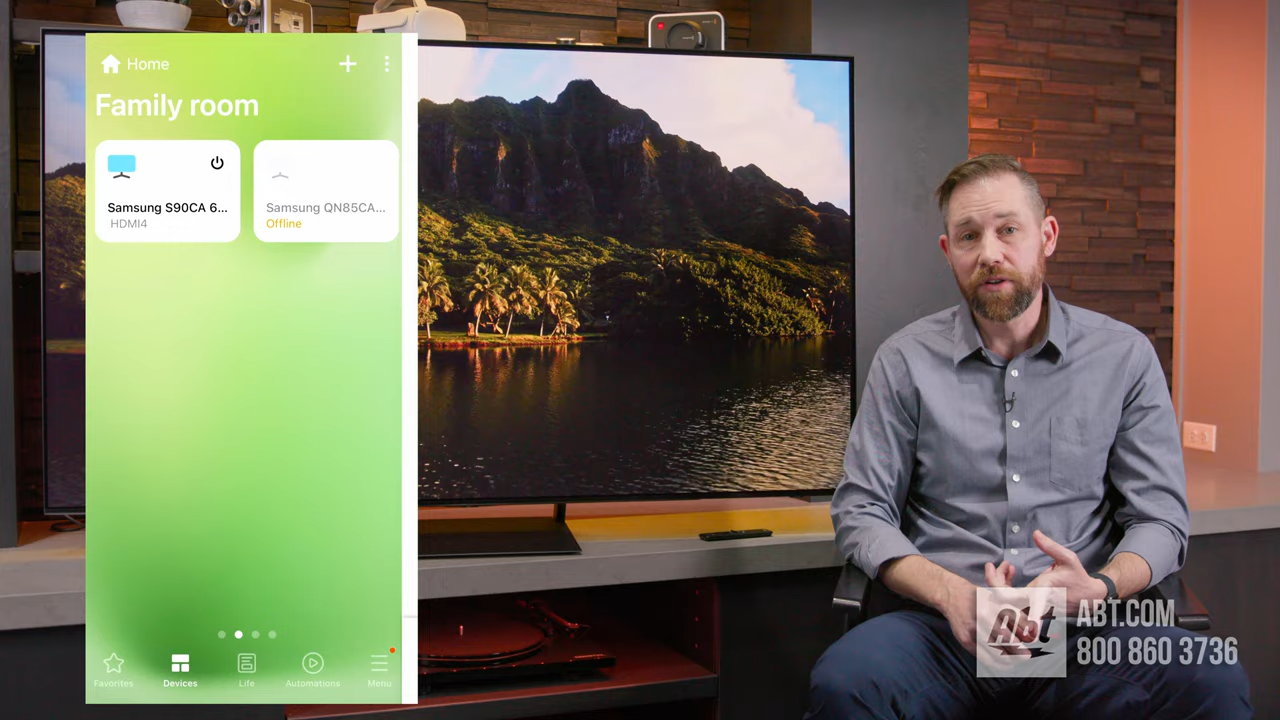 Home
Family room
Samsung S90CA 6...
HDMI4
Samsung QN85CA...
Offline
Favorites
Devices
Life
Automations
Menu
Abt
ABT.COM
800 860 3736